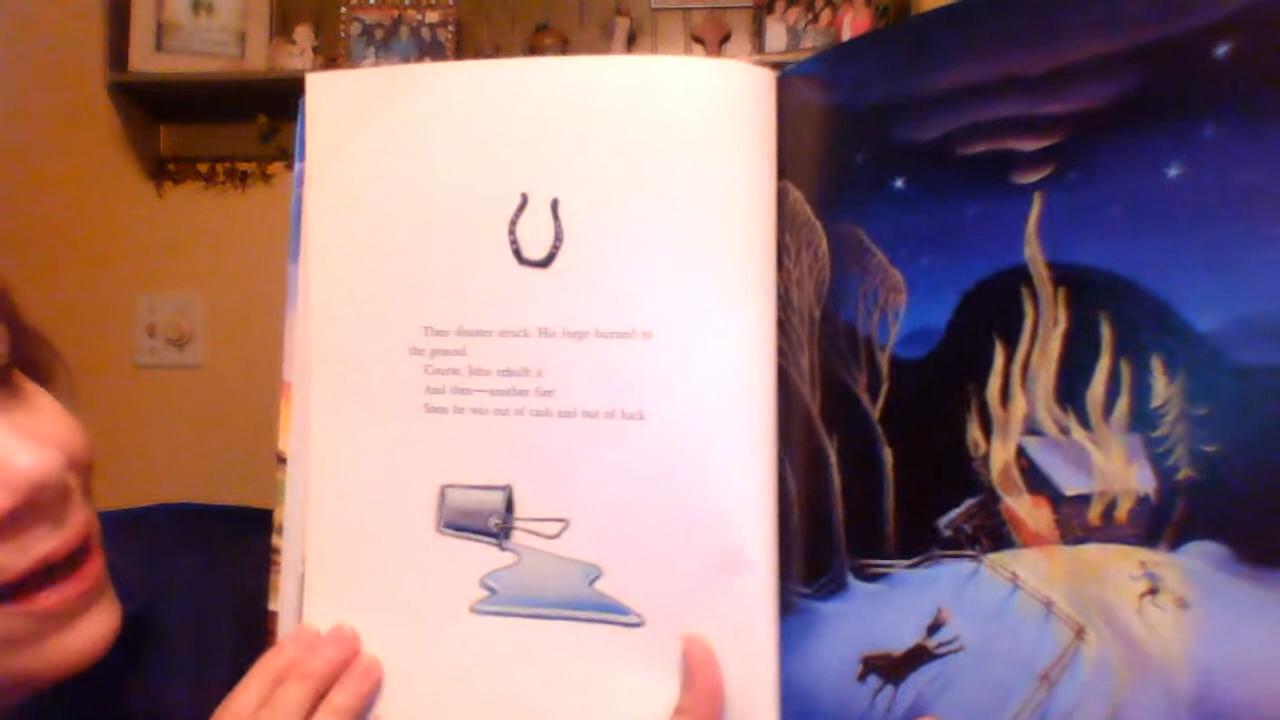 Then disaster struck. His forge burned to
the ground.
'Course, John rebuilt it.
And then—another fire!
Soon he was out of cash and out of luck.